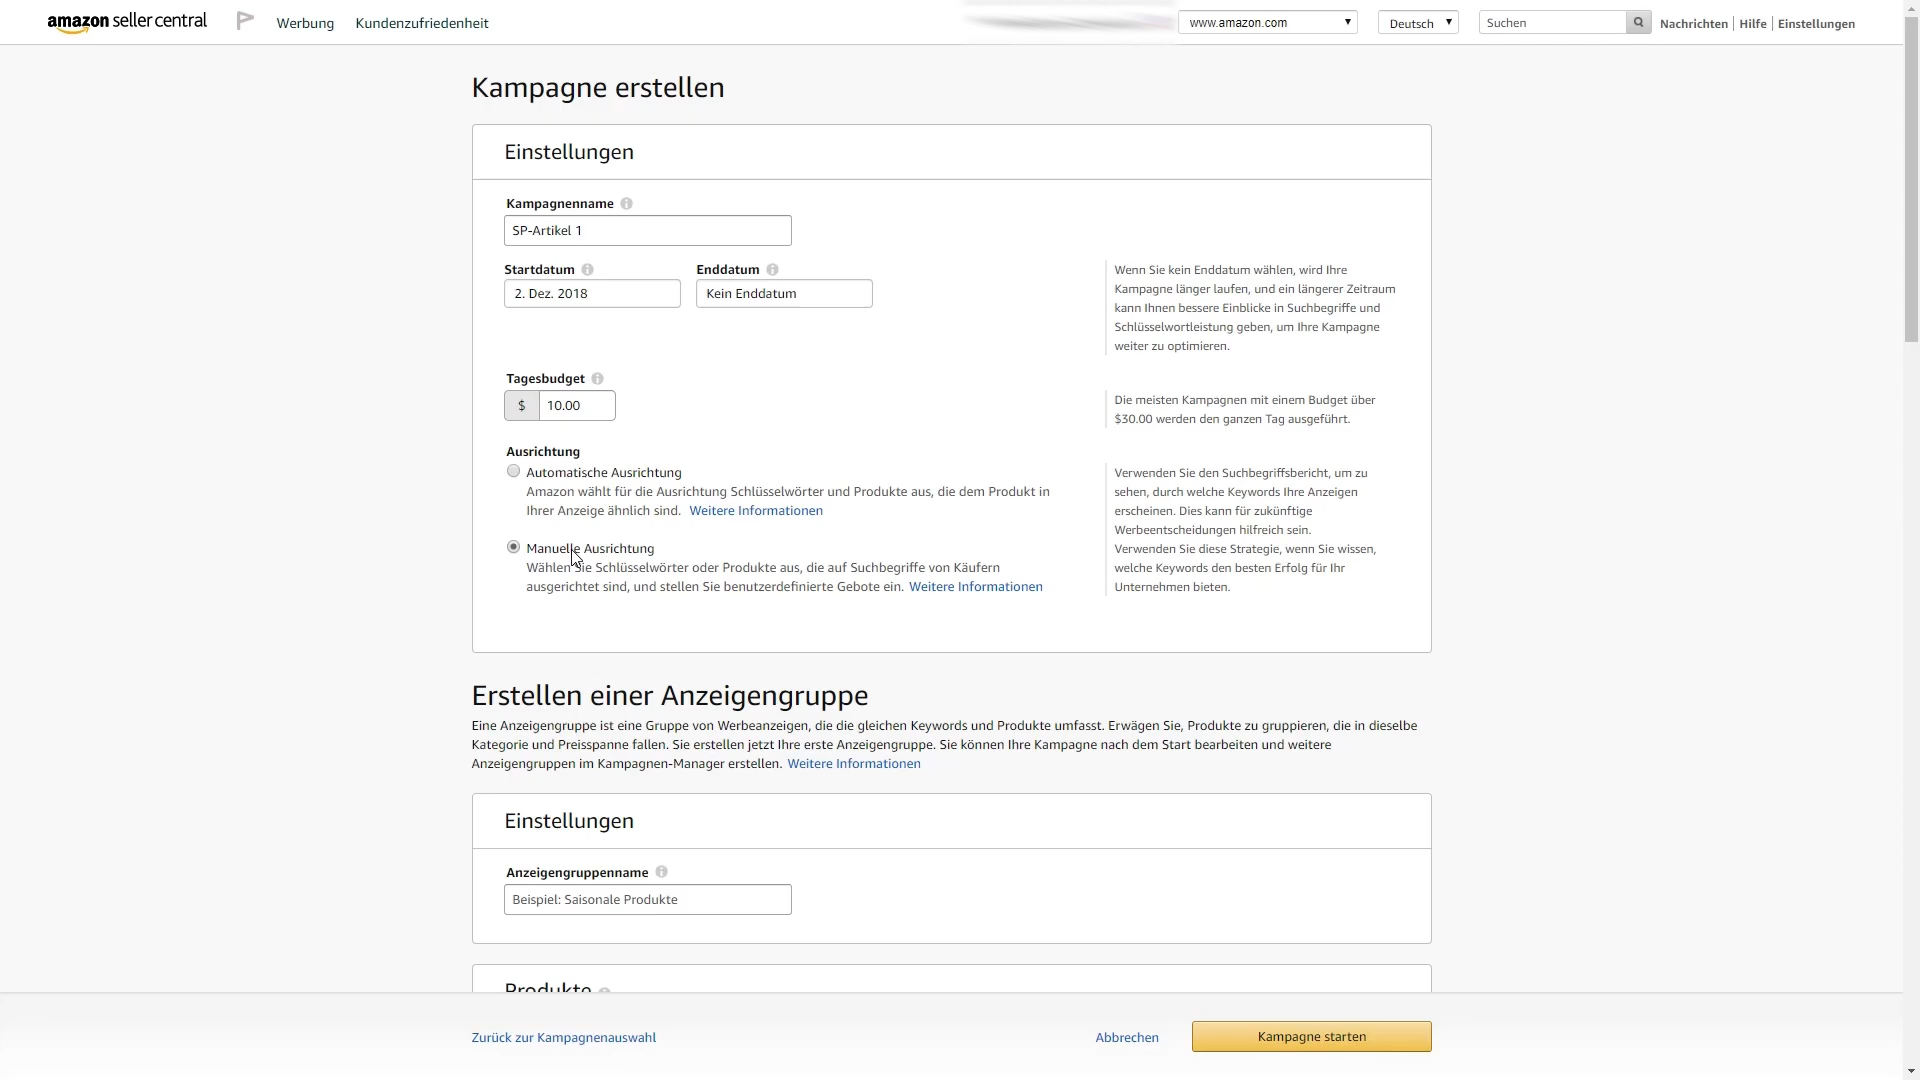 amazon seller central
Werbung
Kundenzufriedenheit
www.amazon.com
Deutsch
Suchen
Nachrichten | Hilfe | Einstellungen
Kampagne erstellen
Einstellungen
Kampagnenname
SP-Artikel 1
Startdatum
Enddatum
2. Dez. 2018
Kein Enddatum
Wenn Sie kein Enddatum wählen, wird Ihre
Kampagne länger laufen, und ein längerer Zeitraum
kann Ihnen bessere Einblicke in Suchbegriffe und
Schlüsselwortleistung geben, um Ihre Kampagne
weiter zu optimieren.
Tagesbudget
$ 10.00
Die meisten Kampagnen mit einem Budget über
$30.00 werden den ganzen Tag ausgeführt.
Ausrichtung
Automatische Ausrichtung
Amazon wählt für die Ausrichtung Schlüsselwörter und Produkte aus, die dem Produkt in
Ihrer Anzeige ähnlich sind. Weitere Informationen
Manuelle Ausrichtung
Wählen Sie Schlüsselwörter oder Produkte aus, die auf Suchbegriffe von Käufern
ausgerichtet sind, und stellen Sie benutzerdefinierte Gebote ein. Weitere Informationen
Verwenden Sie den Suchbegriffsbericht, um zu
sehen, durch welche Keywords Ihre Anzeigen
erscheinen. Dies kann für zukünftige
Werbeentscheidungen hilfreich sein.
Verwenden Sie diese Strategie, wenn Sie wissen,
welche Keywords den besten Erfolg für Ihr
Unternehmen bieten.
Erstellen einer Anzeigengruppe
Eine Anzeigengruppe ist eine Gruppe von Werbeanzeigen, die die gleichen Keywords und Produkte umfasst. Erwägen Sie, Produkte zu gruppieren, die in dieselbe
Kategorie und Preisspanne fallen. Sie erstellen jetzt Ihre erste Anzeigengruppe. Sie können Ihre Kampagne nach dem Start bearbeiten und weitere
Anzeigengruppen im Kampagnen-Manager erstellen. Weitere Informationen
Einstellungen
Anzeigengruppenname
Beispiel: Saisonale Produkte
Produkte
Zurück zur Kampagnenauswahl
Abbrechen
Kampagne starten